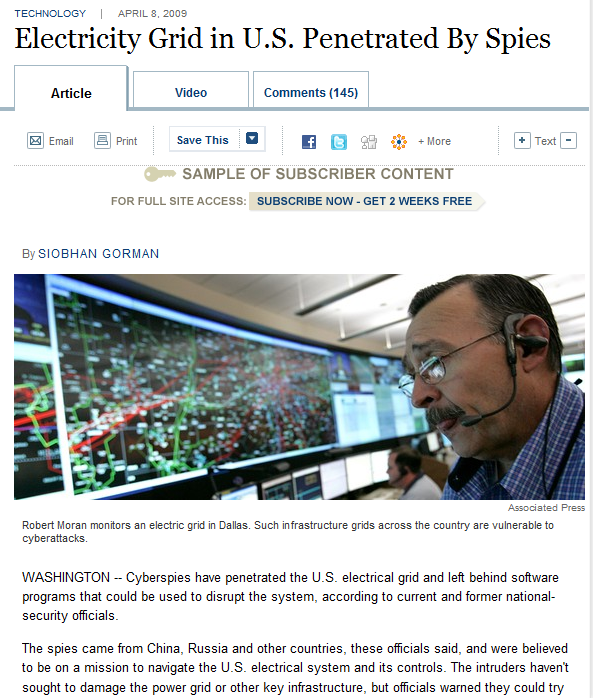 TECHNOLOGY | APRIL 8, 2009
Electricity Grid in U.S. Penetrated By Spies
Article Video Comments (145)
Email Print Save This + More + Text -
SAMPLE OF SUBSCRIBER CONTENT
FOR FULL SITE ACCESS: SUBSCRIBE NOW - GET 2 WEEKS FREE
By SIOBHAN GORMAN
Associated Press
Robert Moran monitors an electric grid in Dallas. Such infrastructure grids across the country are vulnerable to
cyberattacks.
WASHINGTON -- Cyberspies have penetrated the U.S. electrical grid and left behind software
programs that could be used to disrupt the system, according to current and former national-
security officials.
The spies came from China, Russia and other countries, these officials said, and were believed
to be on a mission to navigate the U.S. electrical system and its controls. The intruders haven't
sought to damage the power grid or other key infrastructure, but officials warned they could try